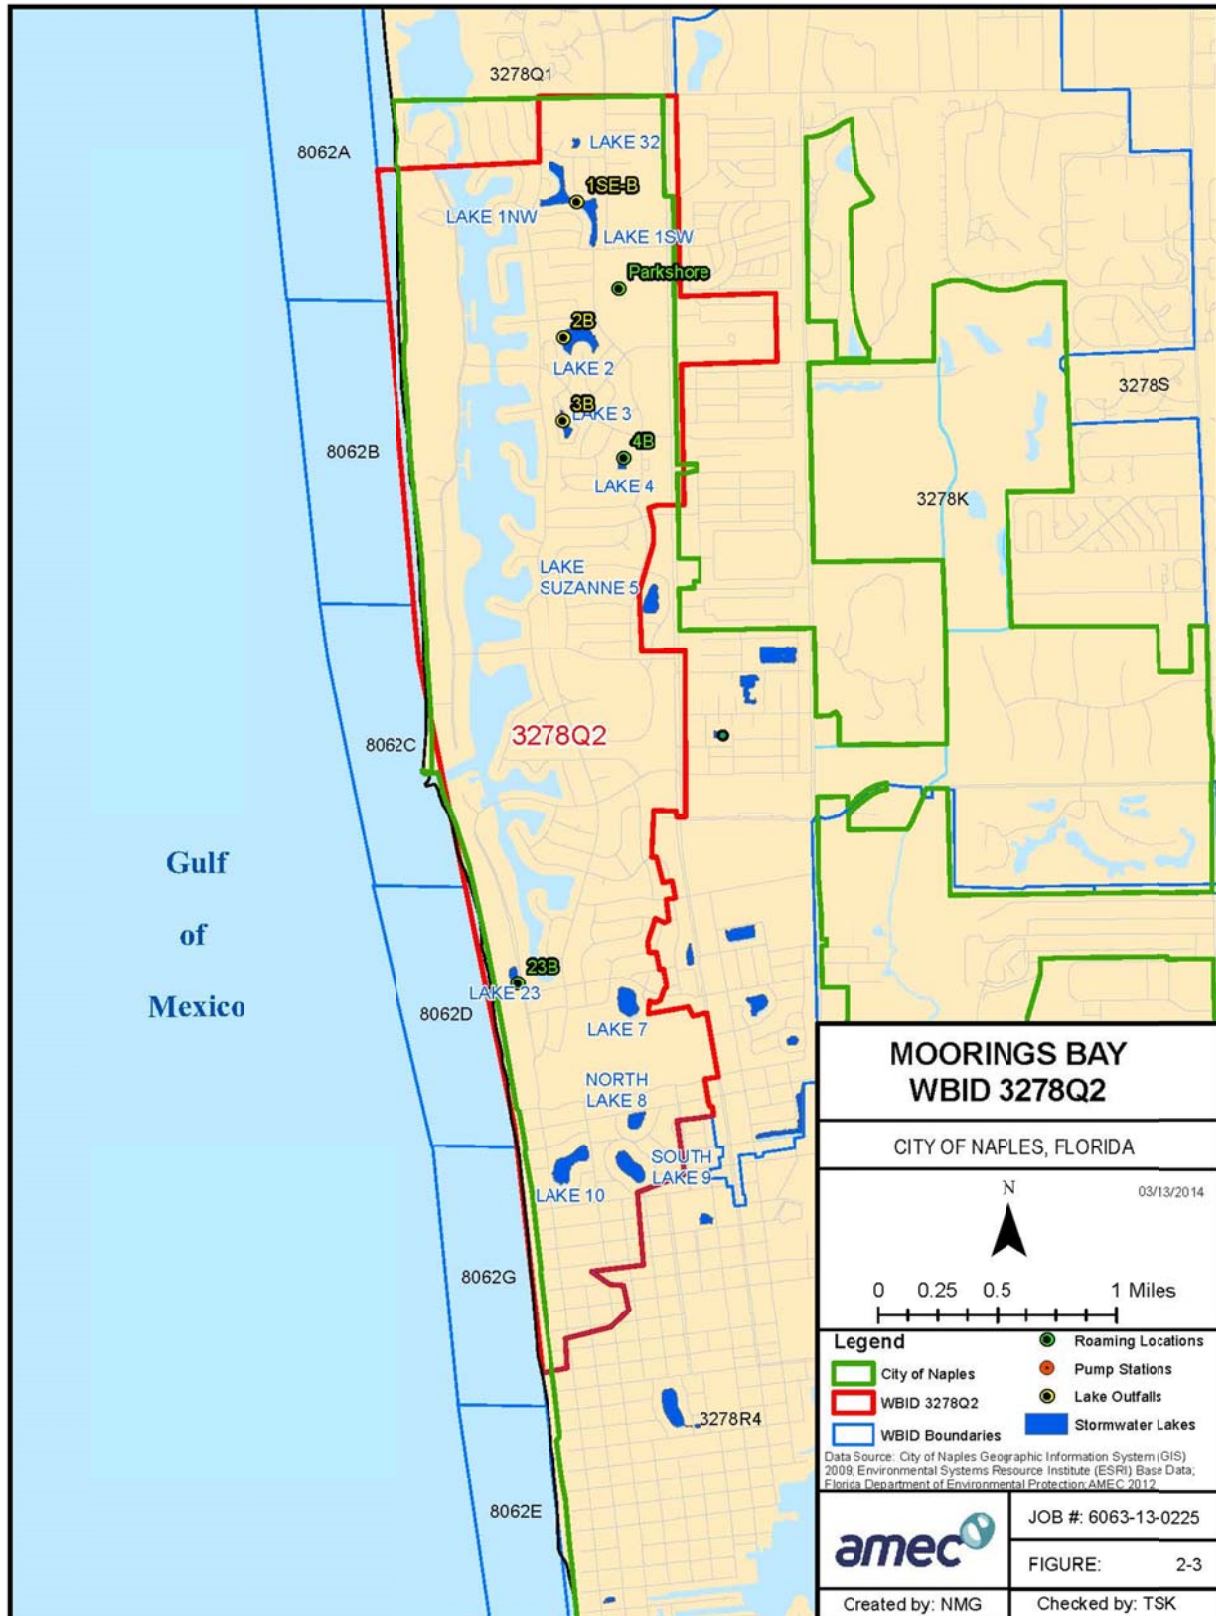 3278Q1
8062A
LAKE 32
1SE-B
LAKE 1NW
LAKE 1SW
Parkshore
2B
LAKE 2
3278S
3B
LAKE 3
8062B
4B
LAKE 4
3278K
LAKE
SUZANNE 5
3278Q2
8062C
Gulf
of
Mexico
23B
LAKE 23
8062D
LAKE 7
NORTH
LAKE 8
SOUTH
LAKE 9
LAKE 10
8062G
3278R4
8062E
MOORINGS BAY
WBID 3278Q2
CITY OF NAPLES, FLORIDA
N
03/13/2014
0 0.25 0.5 1 Miles
Legend
City of Naples
WBID 3278Q2
WBID Boundaries
Roaming Locations
Pump Stations
Lake Outfalls
Stormwater Lakes
Data Source: City of Naples Geographic Information System (GIS)
2009, Environmental Systems Resource Institute (ESRI) Base Data;
Florida Department of Environmental Protection; AMEC 2012
amec
JOB #: 6063-13-0225
FIGURE: 2-3
Created by: NMG
Checked by: TSK